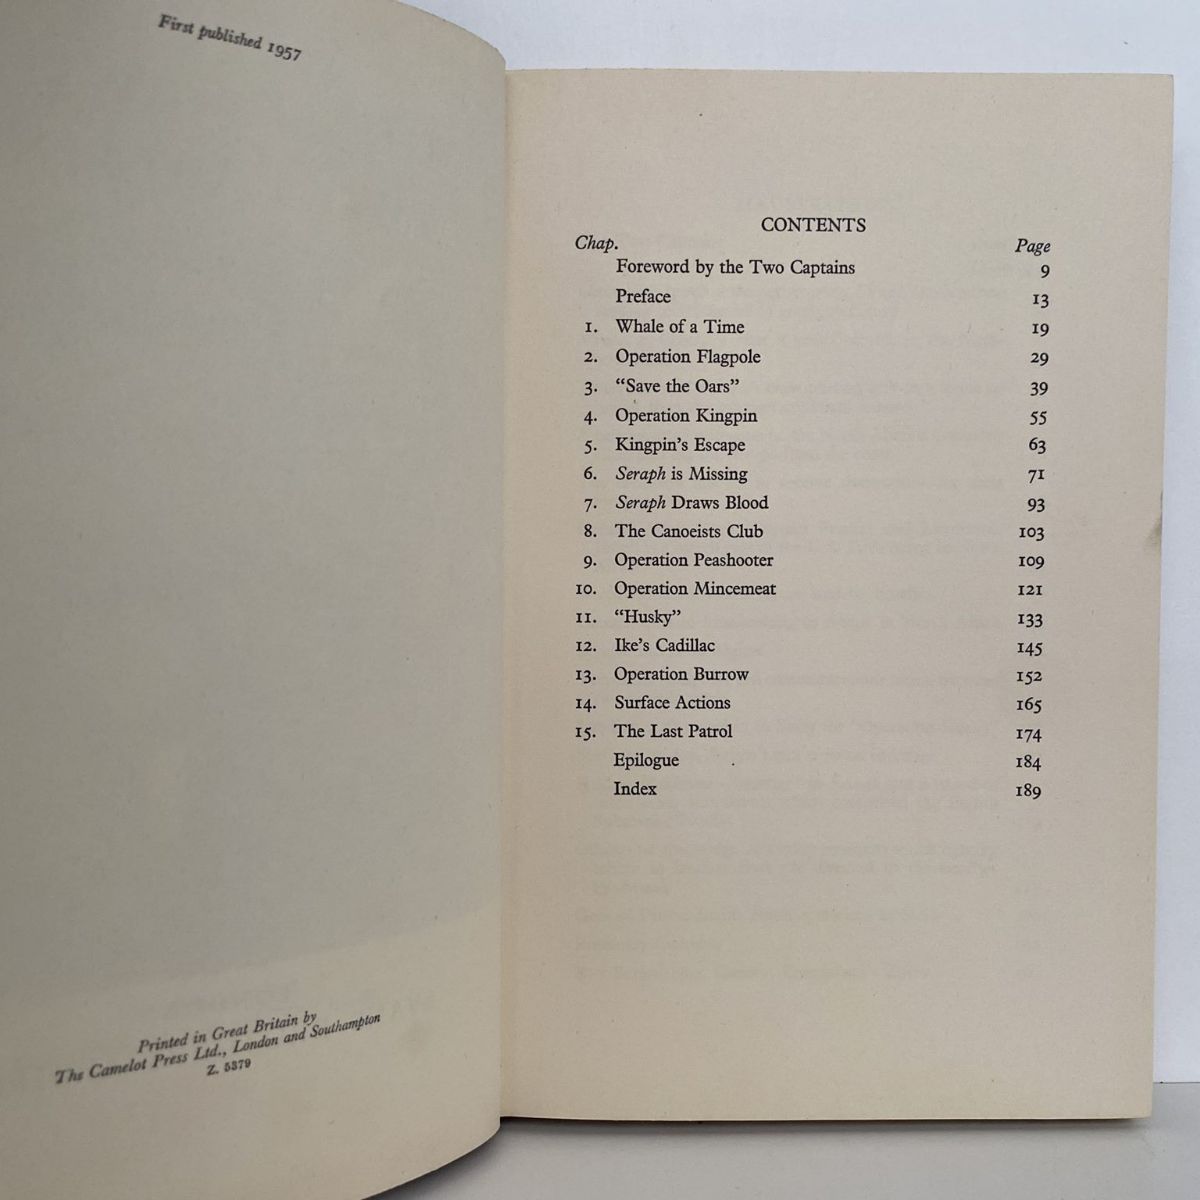 First published 1957
Printed in Great Britain by
The Camelot Press Ltd., London and Southampton
Z. 5379
CONTENTS
Chap. Page
Foreword by the Two Captains 9
Preface 13
1. Whale of a Time 19
2. Operation Flagpole 29
3. “Save the Oars” 39
4. Operation Kingpin 55
5. Kingpin's Escape 63
6. Seraph is Missing 71
7. Seraph Draws Blood 93
8. The Canoeists Club 103
9. Operation Peashooter 109
10. Operation Mincemeat 121
11. “Husky” 133
12. Ike's Cadillac 145
13. Operation Burrow 152
14. Surface Actions 165
15. The Last Patrol 174
Epilogue 184
Index 189